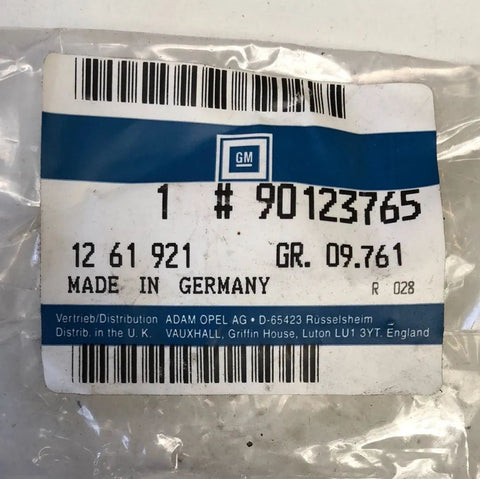 GM
1 # 90123765
12 61 921 GR. 09.761
MADE IN GERMANY R 028
Vertrieb/Distribution ADAM OPEL AG • D-65423 Rüsselsheim
Distrib. in the U. K. VAUXHALL, Griffin House, Luton LU1 3YT. England